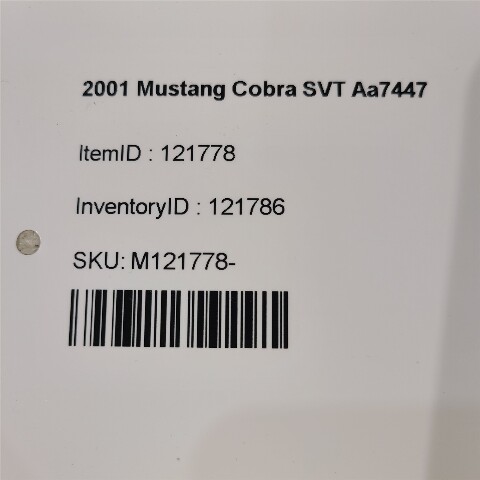 2001 Mustang Cobra SVT Aa7447
ItemID : 121778
InventoryID : 121786
SKU: M121778-